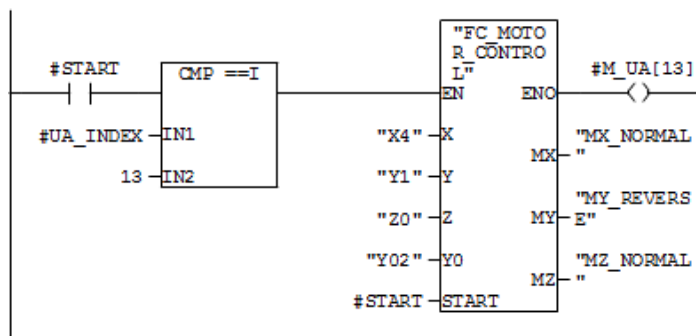 "FC_MOTO
R_CONTRO
L"
#START
CMP ==I
#M_UA[13]
EN
ENO
#UA_INDEX
IN1
"X4"
X
"MX_NORMAL
"
MX
13
IN2
"Y1"
Y
"MY_REVERS
E"
MY
"Z0"
Z
"Y02"
Y0
"MZ_NORMAL
"
MZ
#START
START